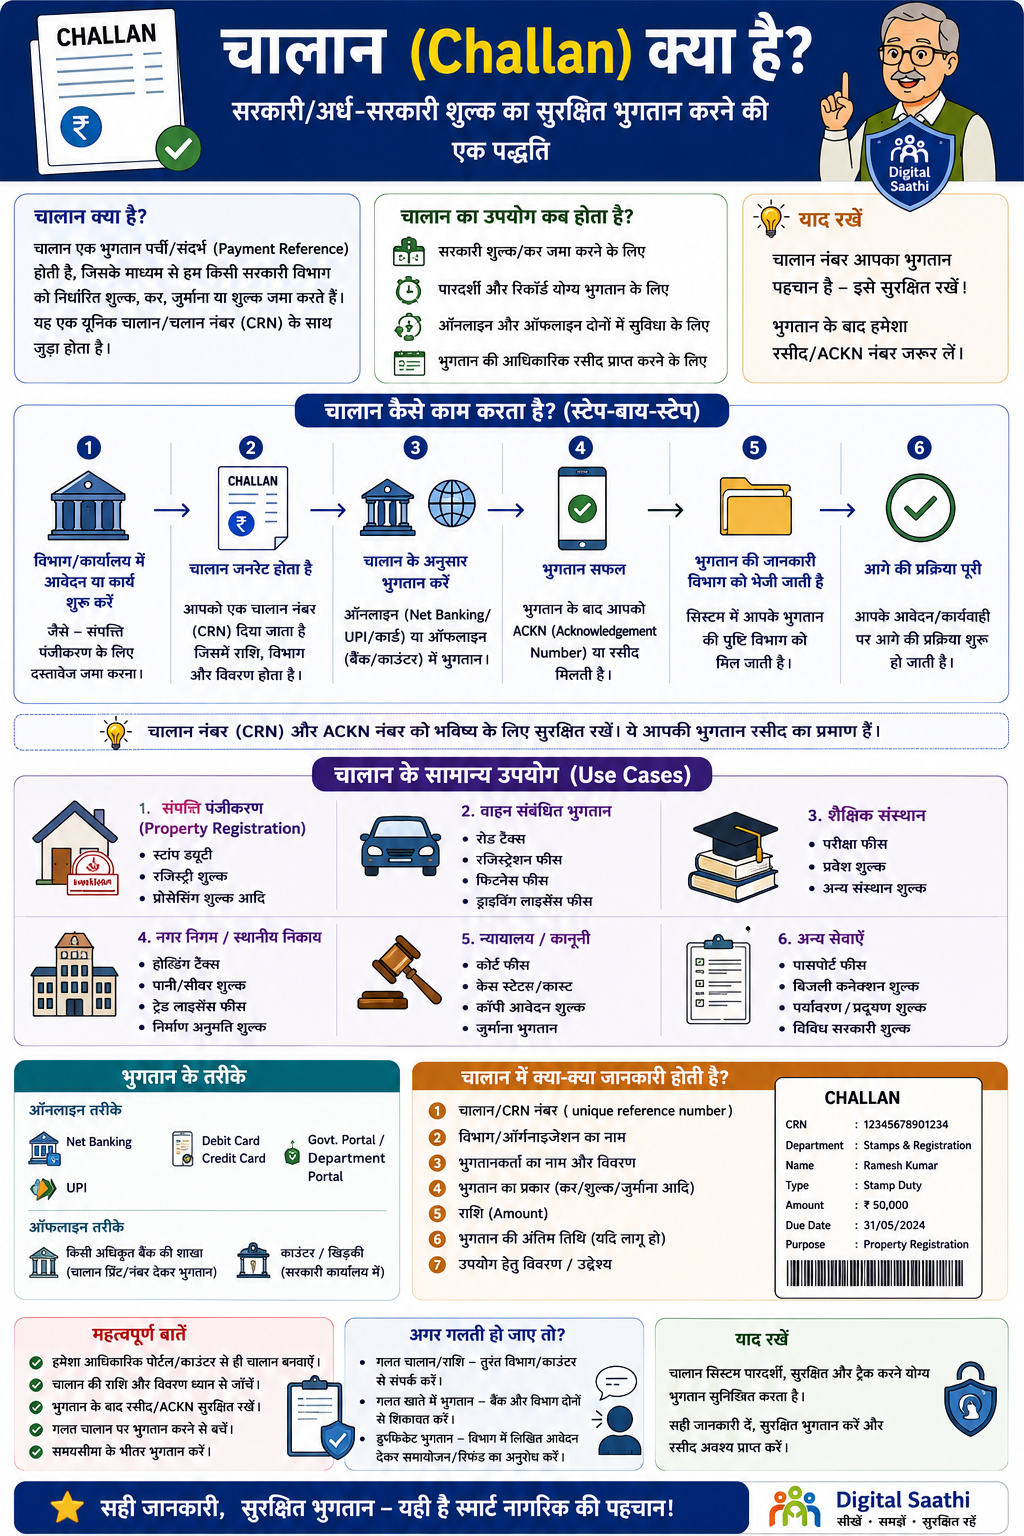 CHALLAN
₹
चालान (Challan) क्या है?
सरकारी/अर्ध-सरकारी शुल्क का सुरक्षित भुगतान करने की
एक पद्धति
Digital
Saathi
चालान क्या है?
चालान एक भुगतान पर्ची/संदर्भ (Payment Reference)
होती है, जिसके माध्यम से हम किसी सरकारी विभाग
को निर्धारित शुल्क, कर, जुर्माना या शुल्क जमा करते हैं।
यह एक यूनिक चालान/चलान नंबर (CRN) के साथ
जुड़ा होता है।
चालान का उपयोग कब होता है?
सरकारी शुल्क/कर जमा करने के लिए
पारदर्शी और रिकॉर्ड योग्य भुगतान के लिए
ऑनलाइन और ऑफलाइन दोनों में सुविधा के लिए
भुगतान की आधिकारिक रसीद प्राप्त करने के लिए
याद रखें
चालान नंबर आपका भुगतान
पहचान है – इसे सुरक्षित रखें!
भुगतान के बाद हमेशा
रसीद/ACKN नंबर जरूर लें।
चालान कैसे काम करता है? (स्टेप-बाय-स्टेप)
1
विभाग/कार्यालय में
आवेदन या कार्य
शुरू करें
जैसे – संपत्ति
पंजीकरण के लिए
दस्तावेज जमा करना।
2
CHALLAN
₹
चालान जनरेट होता है
आपको एक चालान नंबर
(CRN) दिया जाता है
जिसमें राशि, विभाग
और विवरण होता है।
3
चालान के अनुसार
भुगतान करें
ऑनलाइन (Net Banking/
UPI/कार्ड) या ऑफलाइन
(बैंक/काउंटर) में भुगतान।
4
भुगतान सफल
भुगतान के बाद आपको
ACKN (Acknowledgement
Number) या रसीद
मिलती है।
5
भुगतान की जानकारी
विभाग को भेजी जाती है
सिस्टम में आपके भुगतान
की पुष्टि विभाग को
मिल जाती है।
6
आगे की प्रक्रिया पूरी
आपके आवेदन/कार्यवाही
पर आगे की प्रक्रिया शुरू
हो जाती है।
चालान नंबर (CRN) और ACKN नंबर को भविष्य के लिए सुरक्षित रखें। ये आपकी भुगतान रसीद का प्रमाण हैं।
चालान के सामान्य उपयोग (Use Cases)
1. संपत्ति पंजीकरण
(Property Registration)
• स्टांप ड्यूटी
• रजिस्ट्री शुल्क
• प्रोसेसिंग शुल्क आदि
2. वाहन संबंधित भुगतान
• रोड टैक्स
• रजिस्ट्रेशन फीस
• फिटनेस फीस
• ड्राइविंग लाइसेंस फीस
3. शैक्षिक संस्थान
• परीक्षा फीस
• प्रवेश शुल्क
• अन्य संस्थान शुल्क
4. नगर निगम / स्थानीय निकाय
• होल्डिंग टैक्स
• पानी/सीवर शुल्क
• ट्रेड लाइसेंस फीस
• निर्माण अनुमति शुल्क
5. न्यायालय / कानूनी
• कोर्ट फीस
• केस स्टेटस/कास्ट
• कॉपी आवेदन शुल्क
• जुर्माना भुगतान
6. अन्य सेवाऐं
• पासपोर्ट फीस
• बिजली कनेक्शन शुल्क
• पर्यावरण/प्रदूषण शुल्क
• विविध सरकारी शुल्क
भुगतान के तरीके
ऑनलाइन तरीके
Net Banking
Debit Card
Credit Card
Govt. Portal /
Department
Portal
UPI
ऑफलाइन तरीके
किसी अधिकृत बैंक की शाखा
(चालान प्रिंट/नंबर देकर भुगतान)
काउंटर / खिड़की
(सरकारी कार्यालय में)
चालान में क्या-क्या जानकारी होती है?
1 चालान/CRN नंबर ( unique reference number)
2 विभाग/ऑर्गनाइजेशन का नाम
3 भुगतानकर्ता का नाम और विवरण
4 भुगतान का प्रकार (कर/शुल्क/जुर्माना आदि)
5 राशि (Amount)
6 भुगतान की अंतिम तिथि (यदि लागू हो)
7 उपयोग हेतु विवरण / उद्देश्य
CHALLAN
CRN : 12345678901234
Department : Stamps & Registration
Name : Ramesh Kumar
Type : Stamp Duty
Amount : ₹ 50,000
Due Date : 31/05/2024
Purpose : Property Registration
महत्वपूर्ण बातें
हमेशा आधिकारिक पोर्टल/काउंटर से ही चालान बनवाऐं।
चालान की राशि और विवरण ध्यान से जाँचें।
भुगतान के बाद रसीद/ACKN सुरक्षित रखें।
गलत चालान पर भुगतान करने से बचें।
समयसीमा के भीतर भुगतान करें।
अगर गलती हो जाए तो?
• गलत चालान/राशि – तुरंत विभाग/काउंटर
से संपर्क करें।
• गलत खाते में भुगतान – बैंक और विभाग दोनों
से शिकायत करें।
भुगतान – विभाग में लिखित आवेदन
देकर समायोजन/रिफंड का अनुरोध करें।
याद रखें
चालान सिस्टम पारदर्शी, सुरक्षित और ट्रैक करने योग्य
भुगतान करता है।
सही जानकारी दें, सुरक्षित भुगतान करें और
रसीद अवश्य प्राप्त करें।
सही जानकारी, सुरक्षित भुगतान – यही है स्मार्ट नागरिक की पहचान!
Digital Saathi
सीखें • समझें • सुरक्षित रहें